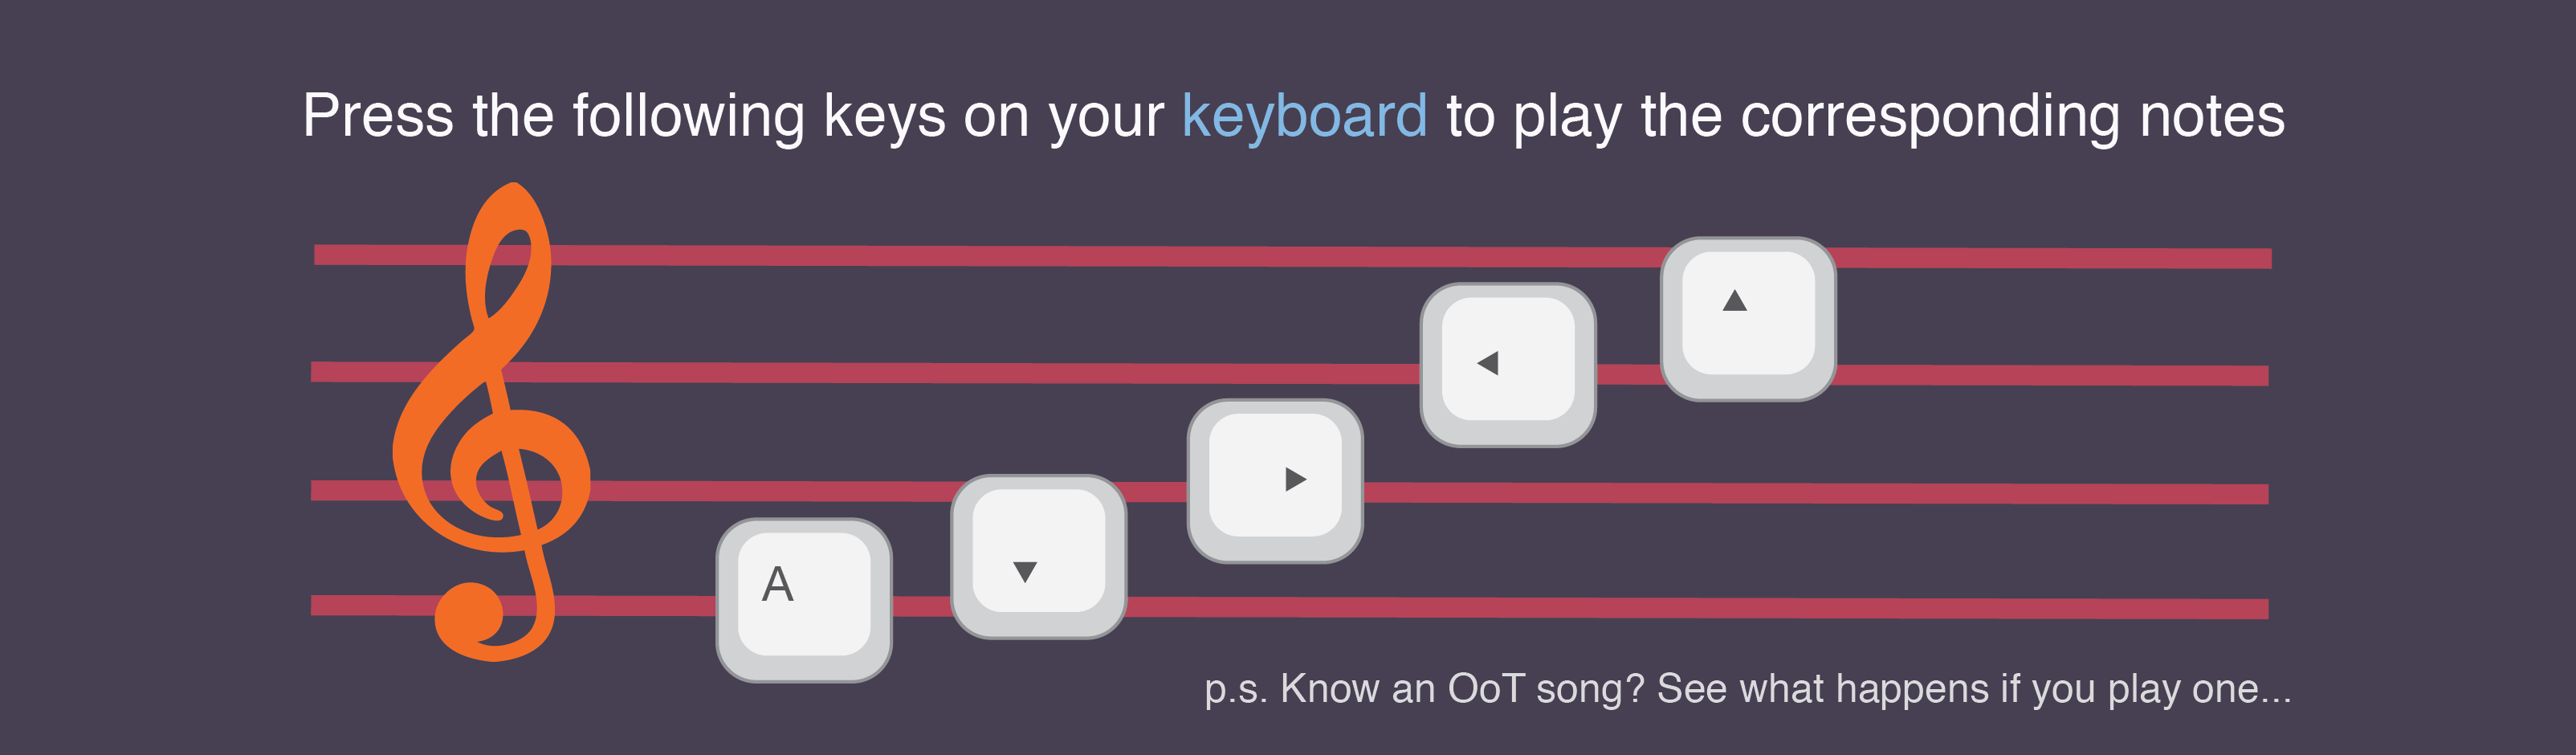 Press the following keys on your keyboard to play the corresponding notes
A
p.s. Know an OoT song? See what happens if you play one...